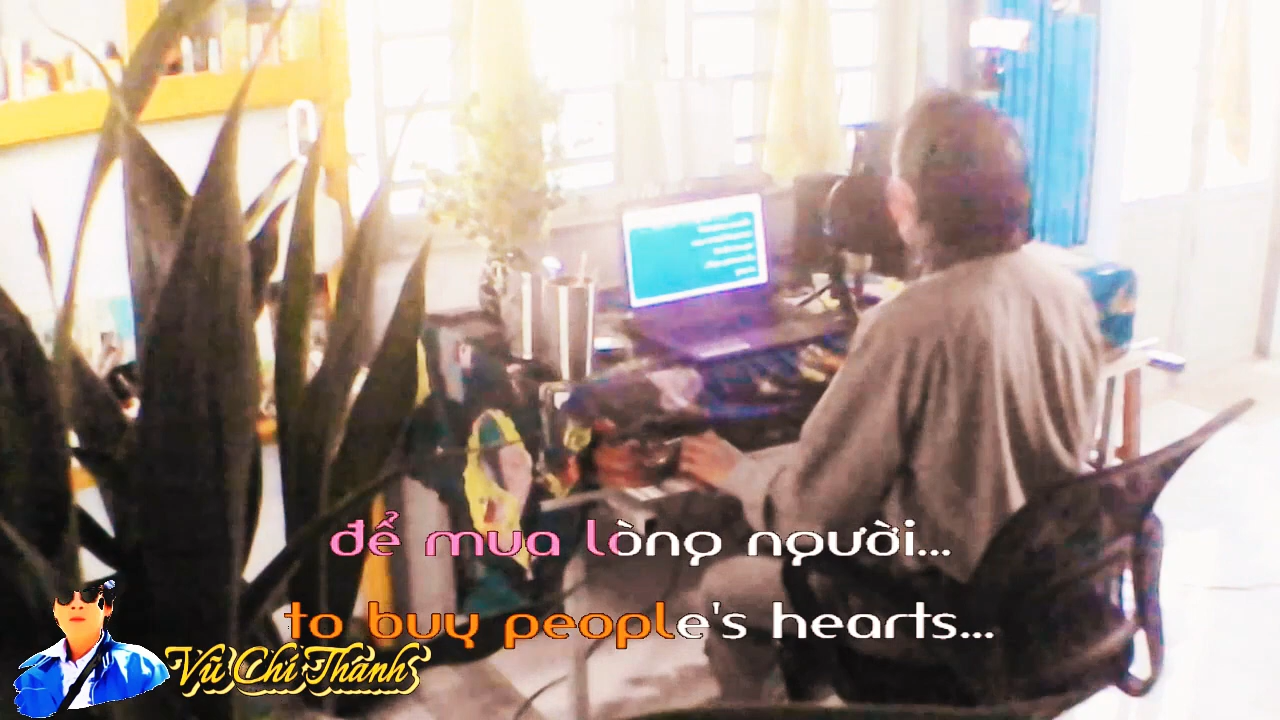 để mua lòng người...
to buy people's hearts...
Vũ Chí Thành